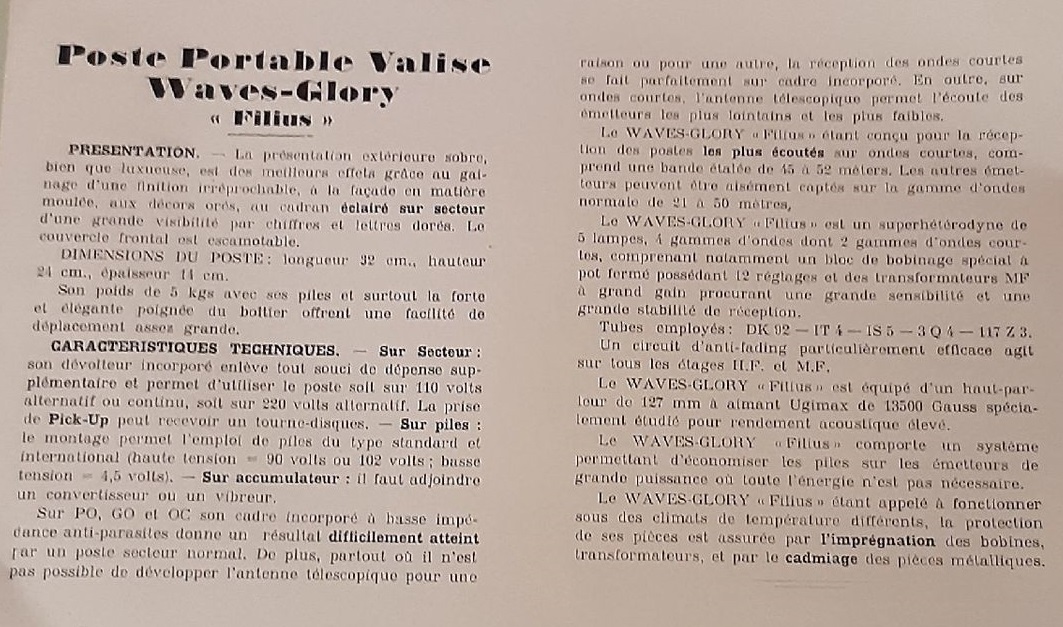 Poste Portable Valise
Waves-Glory
« Filius »
PRESENTATION. — La présentation extérieure sobre,
bien que luxueuse, est des meilleurs effets grâce au gai-
nage d'une finition irréprochable, à la façade en matière
moulée, aux décors orés, au cadran éclairé sur secteur
d'une grande visibilité par chiffres et lettres dorés. Le
couvercle frontal est escamotable.
DIMENSIONS DU POSTE : longueur 32 cm., hauteur
24 cm., épaisseur 11 cm.
Son poids de 5 kgs avec ses piles et surtout la forte
et élégante poignée du boîtier offrent une facilité de
déplacement assez grande.
CARACTERISTIQUES TECHNIQUES. — Sur Secteur :
son dévolteur incorporé enlève tout souci de dépense sup-
plémentaire et permet d'utiliser le poste soit sur 110 volts
alternatif ou continu, soit sur 220 volts alternatif. La prise
de Pick-Up peut recevoir un tourne-disques. — Sur piles :
le montage permet l'emploi de piles du type standard et
international (haute tension = 90 volts ou 102 volts ; basse
tension = 4,5 volts). — Sur accumulateur : il faut adjoindre
un convertisseur ou un vibreur.
Sur PO, GO et OC son cadre incorporé à basse impé-
dance anti-parasites donne un résultat difficilement atteint
par un poste secteur normal. De plus, partout où il n'est
pas possible de développer l'antenne télescopique pour une
raison ou pour une autre, la réception des ondes courtes
se fait parfaitement sur cadre incorporé. En outre, sur
ondes courtes, l'antenne télescopique permet l'écoute des
émetteurs les plus lointains et les plus faibles.
Le WAVES-GLORY « Filius » étant conçu pour la récep-
tion des postes les plus écoutés sur ondes courtes, com-
prend une bande étalée de 45 à 52 méters. Les autres émet-
teurs peuvent être aisément captés sur la gamme d'ondes
normale de 21 à 50 mètres,
Le WAVES-GLORY « Filius » est un superhétérodyne de
5 lampes, 4 gammes d'ondes dont 2 gammes d'ondes cour-
tes, comprenant notamment un bloc de bobinage spécial à
pot fermé possédant 12 réglages et des transformateurs MF
à grand gain procurant une grande sensibilité et une
grande stabilité de réception.
Tubes employés : DK 92 — IT 4 — IS 5 — 3 Q 4 — 117 Z 3.
Un circuit d'anti-fading particulièrement efficace agit
sur tous les étages H.F. et M.F.
Le WAVES-GLORY « Filius » est équipé d'un haut-par-
leur de 127 mm à aimant Ugimax de 13500 Gauss spécia-
lement étudié pour rendement acoustique élevé.
Le WAVES-GLORY « Filius » comporte un système
permettant d'économiser les piles sur les émetteurs de
grande puissance où toute l'énergie n'est pas nécessaire.
Le WAVES-GLORY « Filius » étant appelé à fonctionner
sous des climats de température différents, la protection
de ses pièces est assurée par l'imprégnation des bobines,
transformateurs, et par le cadmiage des pièces métalliques.